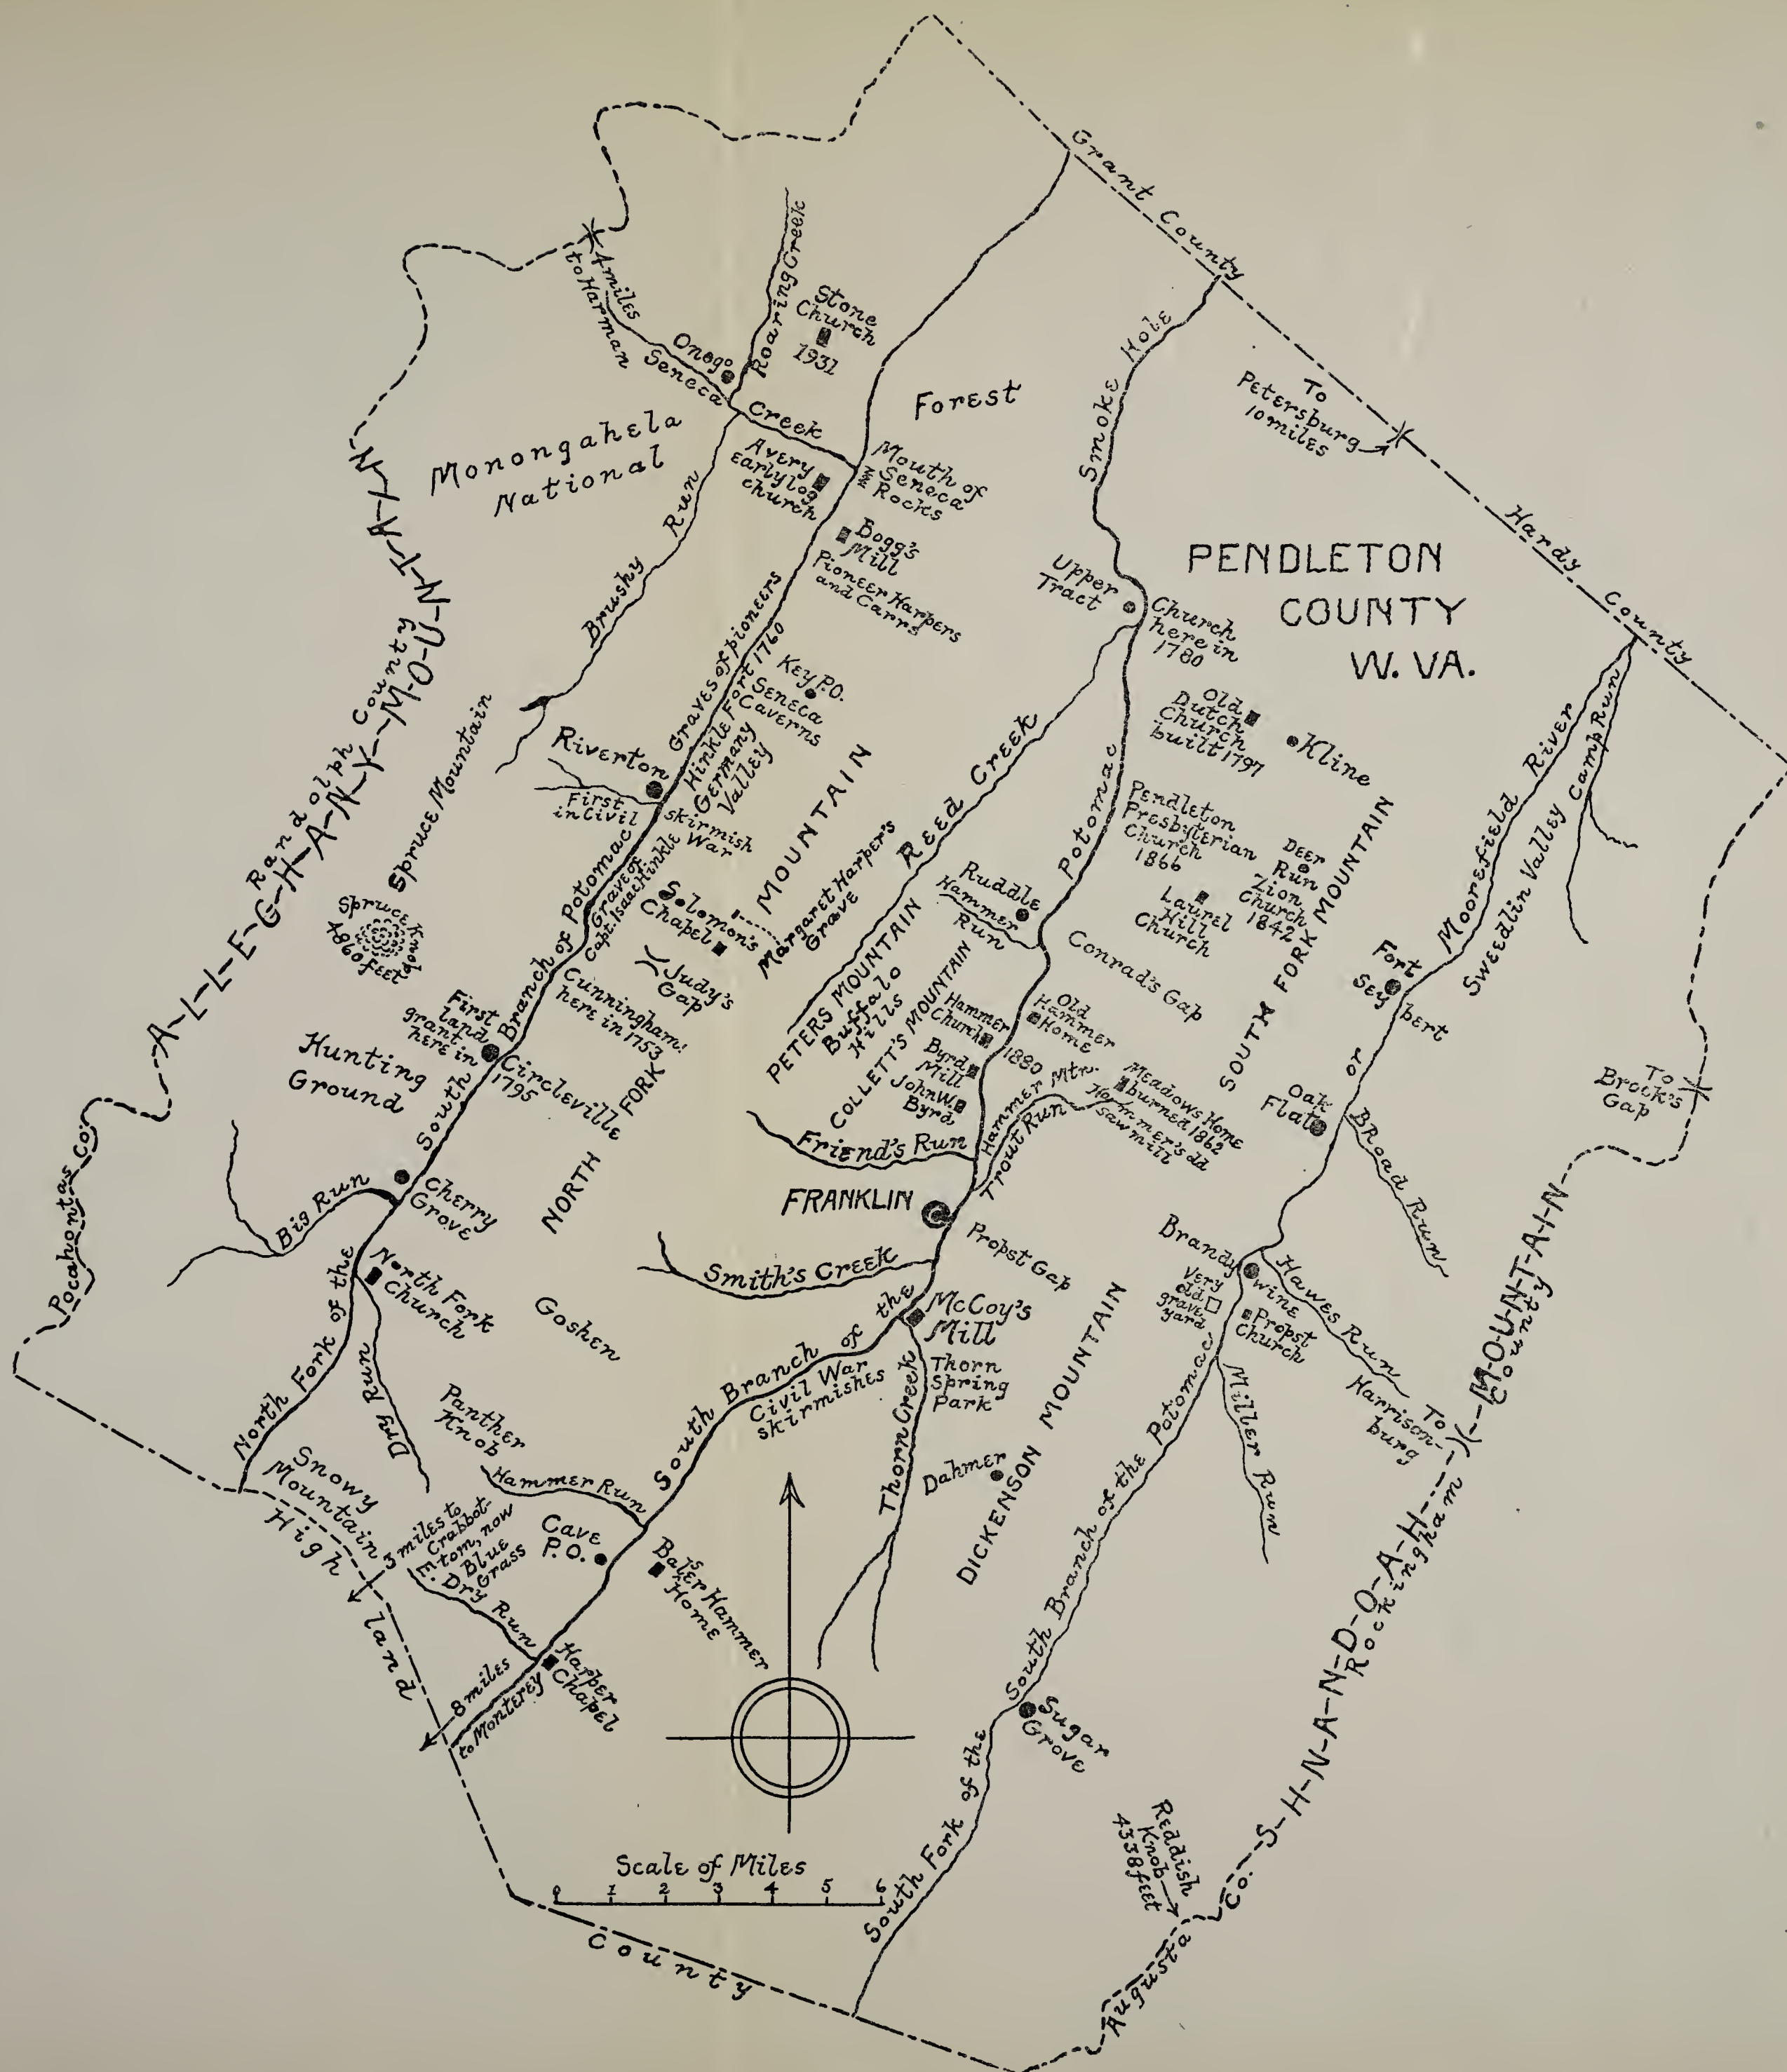 Grant County
Hardy County
4 miles
to Harman
Roaring Creek
Stone
Church
1931
Onego
Seneca
Creek
Forest
Smoke Hole
To
Petersburg
10 miles
Monongahela
National
Avery
early log
church
Mouth of
Seneca
Rocks
Bogg's
Mill
Pioneer Harpers
and Carrs
Brushy Run
Upper
Tract
Church
here in
1780
PENDLETON
COUNTY
W. VA.
Graves of pioneers
Hinkle Fort 1760
Key P.O.
Seneca
Caverns
Germany
Valley
Old
Dutch
Church
built 1797
Kline
Randolph County
A-L-L-E-G-H-A-N-Y-M-O-U-N-T-A-I-N
Spruce Mountain
Riverton
First
in Civil
skirmish
War
Grave of
Capt. Isaac Hinkle
MOUNTAIN
Margaret Harper's
Grave
Reed Creek
Potomac
Pendleton
Presbyterian
Church
1866
Deer
Run
Zion
Church
1842
Laurel
Hill
Church
SOUTH FORK MOUNTAIN
Moorefield River
Sweedlin Valley
Camp Run
Spruce Knob
4860 feet
Solomon's
Chapel
Judy's
Gap
Ruddle
Hammer
Run
Conrad's Gap
Fort
Seybert
PETERS MOUNTAIN
Buffalo
Hills
COLLETT'S MOUNTAIN
First
land
grant
here in
1795
Cunningham!
here in 1753
Hammer
Church
1880
Old
Hammer
Home
Byrd
Mill
John W.
Byrd
Hunting
Ground
Circleville
NORTH FORK
Hammer Mtn.
Meadows Home
burned 1862
Hammer's old
sawmill
Trout Run
Oak
Flat
or
Broad Run
To
Brock's
Gap
Pocahontas Co.
Friend's Run
FRANKLIN
Propst Gap
Big Run
Cherry
Grove
North Fork
Church
Smith's Creek
Goshen
Brandywine
Very
old
grave
yard
Propst
Church
Hawes Run
McCoy's
Mill
Thorn
Spring
Park
Thorn Creek
North Fork of the South Branch of Potomac
Dry Run
Panther
Knob
South Branch of the
Civil War
skirmishes
Miller Run
To
Harrison-
burg
Snowy
Mountain
Hammer Run
Dahmer
DICKENSON MOUNTAIN
High
land
3 miles to
Crabbot-
tom, now
Blue
Grass
E. Dry Run
Cave
P.O.
Bales Hammer
Home
8 miles
to Monterey
Harper
Chapel
South Fork of the South Branch of the Potomac
Sugar
Grove
S-H-N-A-N-D-O-A-H-M-O-U-N-T-A-I-N
Rockingham County
Reddish
Knob
4338 feet
Scale of Miles
0 1 2 3 4 5 6
County
Augusta Co.